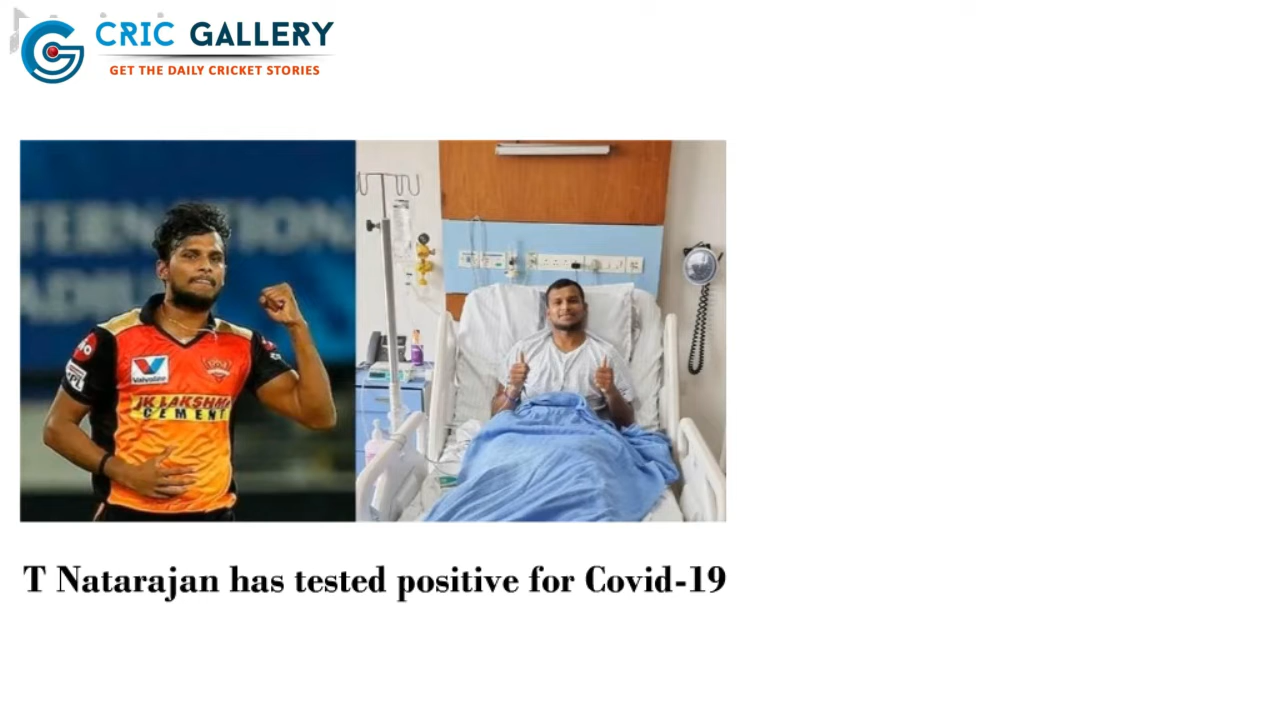 CRIC GALLERY
GET THE DAILY CRICKET STORIES
Valvoline
JK LAKSHMI
CEMENT
T Natarajan has tested positive for Covid-19